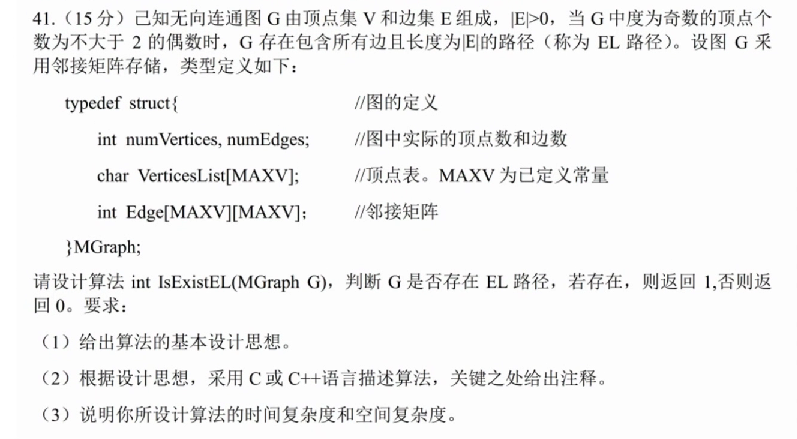 41.（15 分）己知无向连通图 G 由顶点集 V 和边集 E 组成，|E|>0，当 G 中度为奇数的顶点个
数为不大于 2 的偶数时，G 存在包含所有边且长度为|E|的路径（称为 EL 路径）。设图 G 采
用邻接矩阵存储，类型定义如下：
typedef struct{ //图的定义
int numVertices, numEdges; //图中实际的顶点数和边数
char VerticesList[MAXV]; //顶点表。MAXV 为已定义常量
int Edge[MAXV][MAXV]； //邻接矩阵
}MGraph;
请设计算法 int IsExistEL(MGraph G)，判断 G 是否存在 EL 路径，若存在，则返回 1,否则返
回 0。要求：
（1）给出算法的基本设计思想。
（2）根据设计思想，采用 C 或 C++语言描述算法，关键之处给出注释。
（3）说明你所设计算法的时间复杂度和空间复杂度。